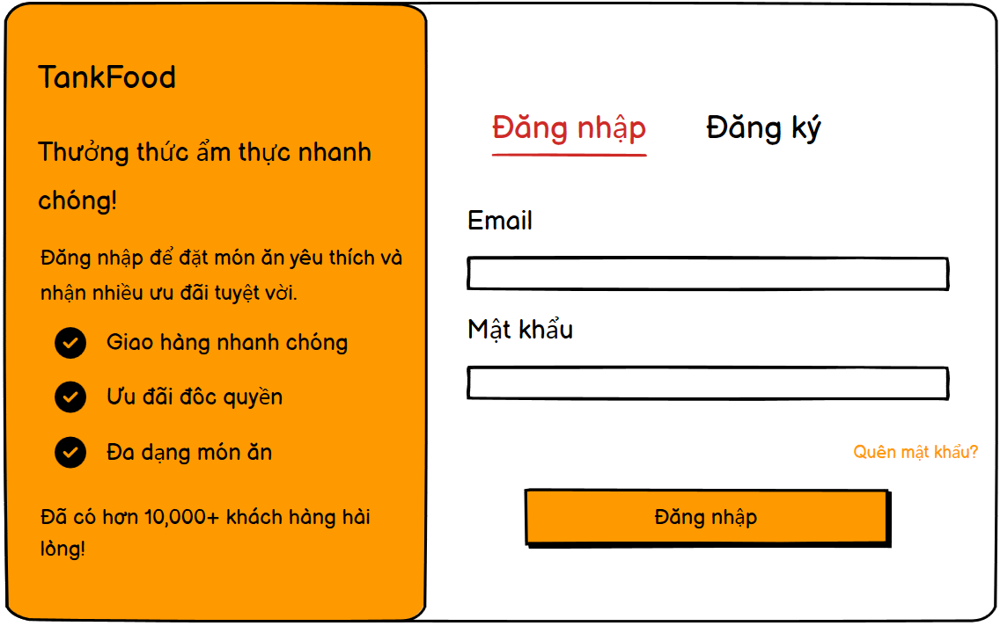 TankFood
Thưởng thức ẩm thực nhanh
chóng!
Đăng nhập để đặt món ăn yêu thích và
nhận nhiều ưu đãi tuyệt vời.
Giao hàng nhanh chóng
Ưu đãi đôc quyền
Đa dạng món ăn
Đã có hơn 10,000+ khách hàng hài
lòng!
Đăng nhập
Đăng ký
Email
Mật khẩu
Quên mật khẩu?
Đăng nhập